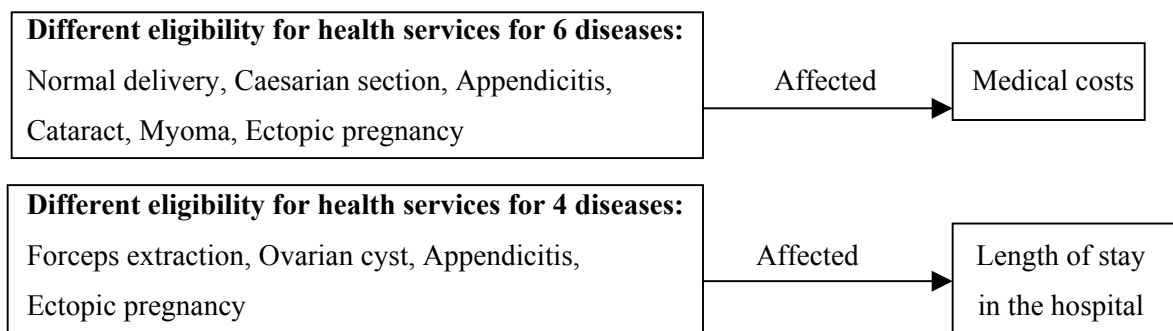 Different eligibility for health services for 6 diseases:
Normal delivery, Caesarian section, Appendicitis,
Cataract, Myoma, Ectopic pregnancy
Affected
Medical costs
Different eligibility for health services for 4 diseases:
Forceps extraction, Ovarian cyst, Appendicitis,
Ectopic pregnancy
Affected
Length of stay
in the hospital